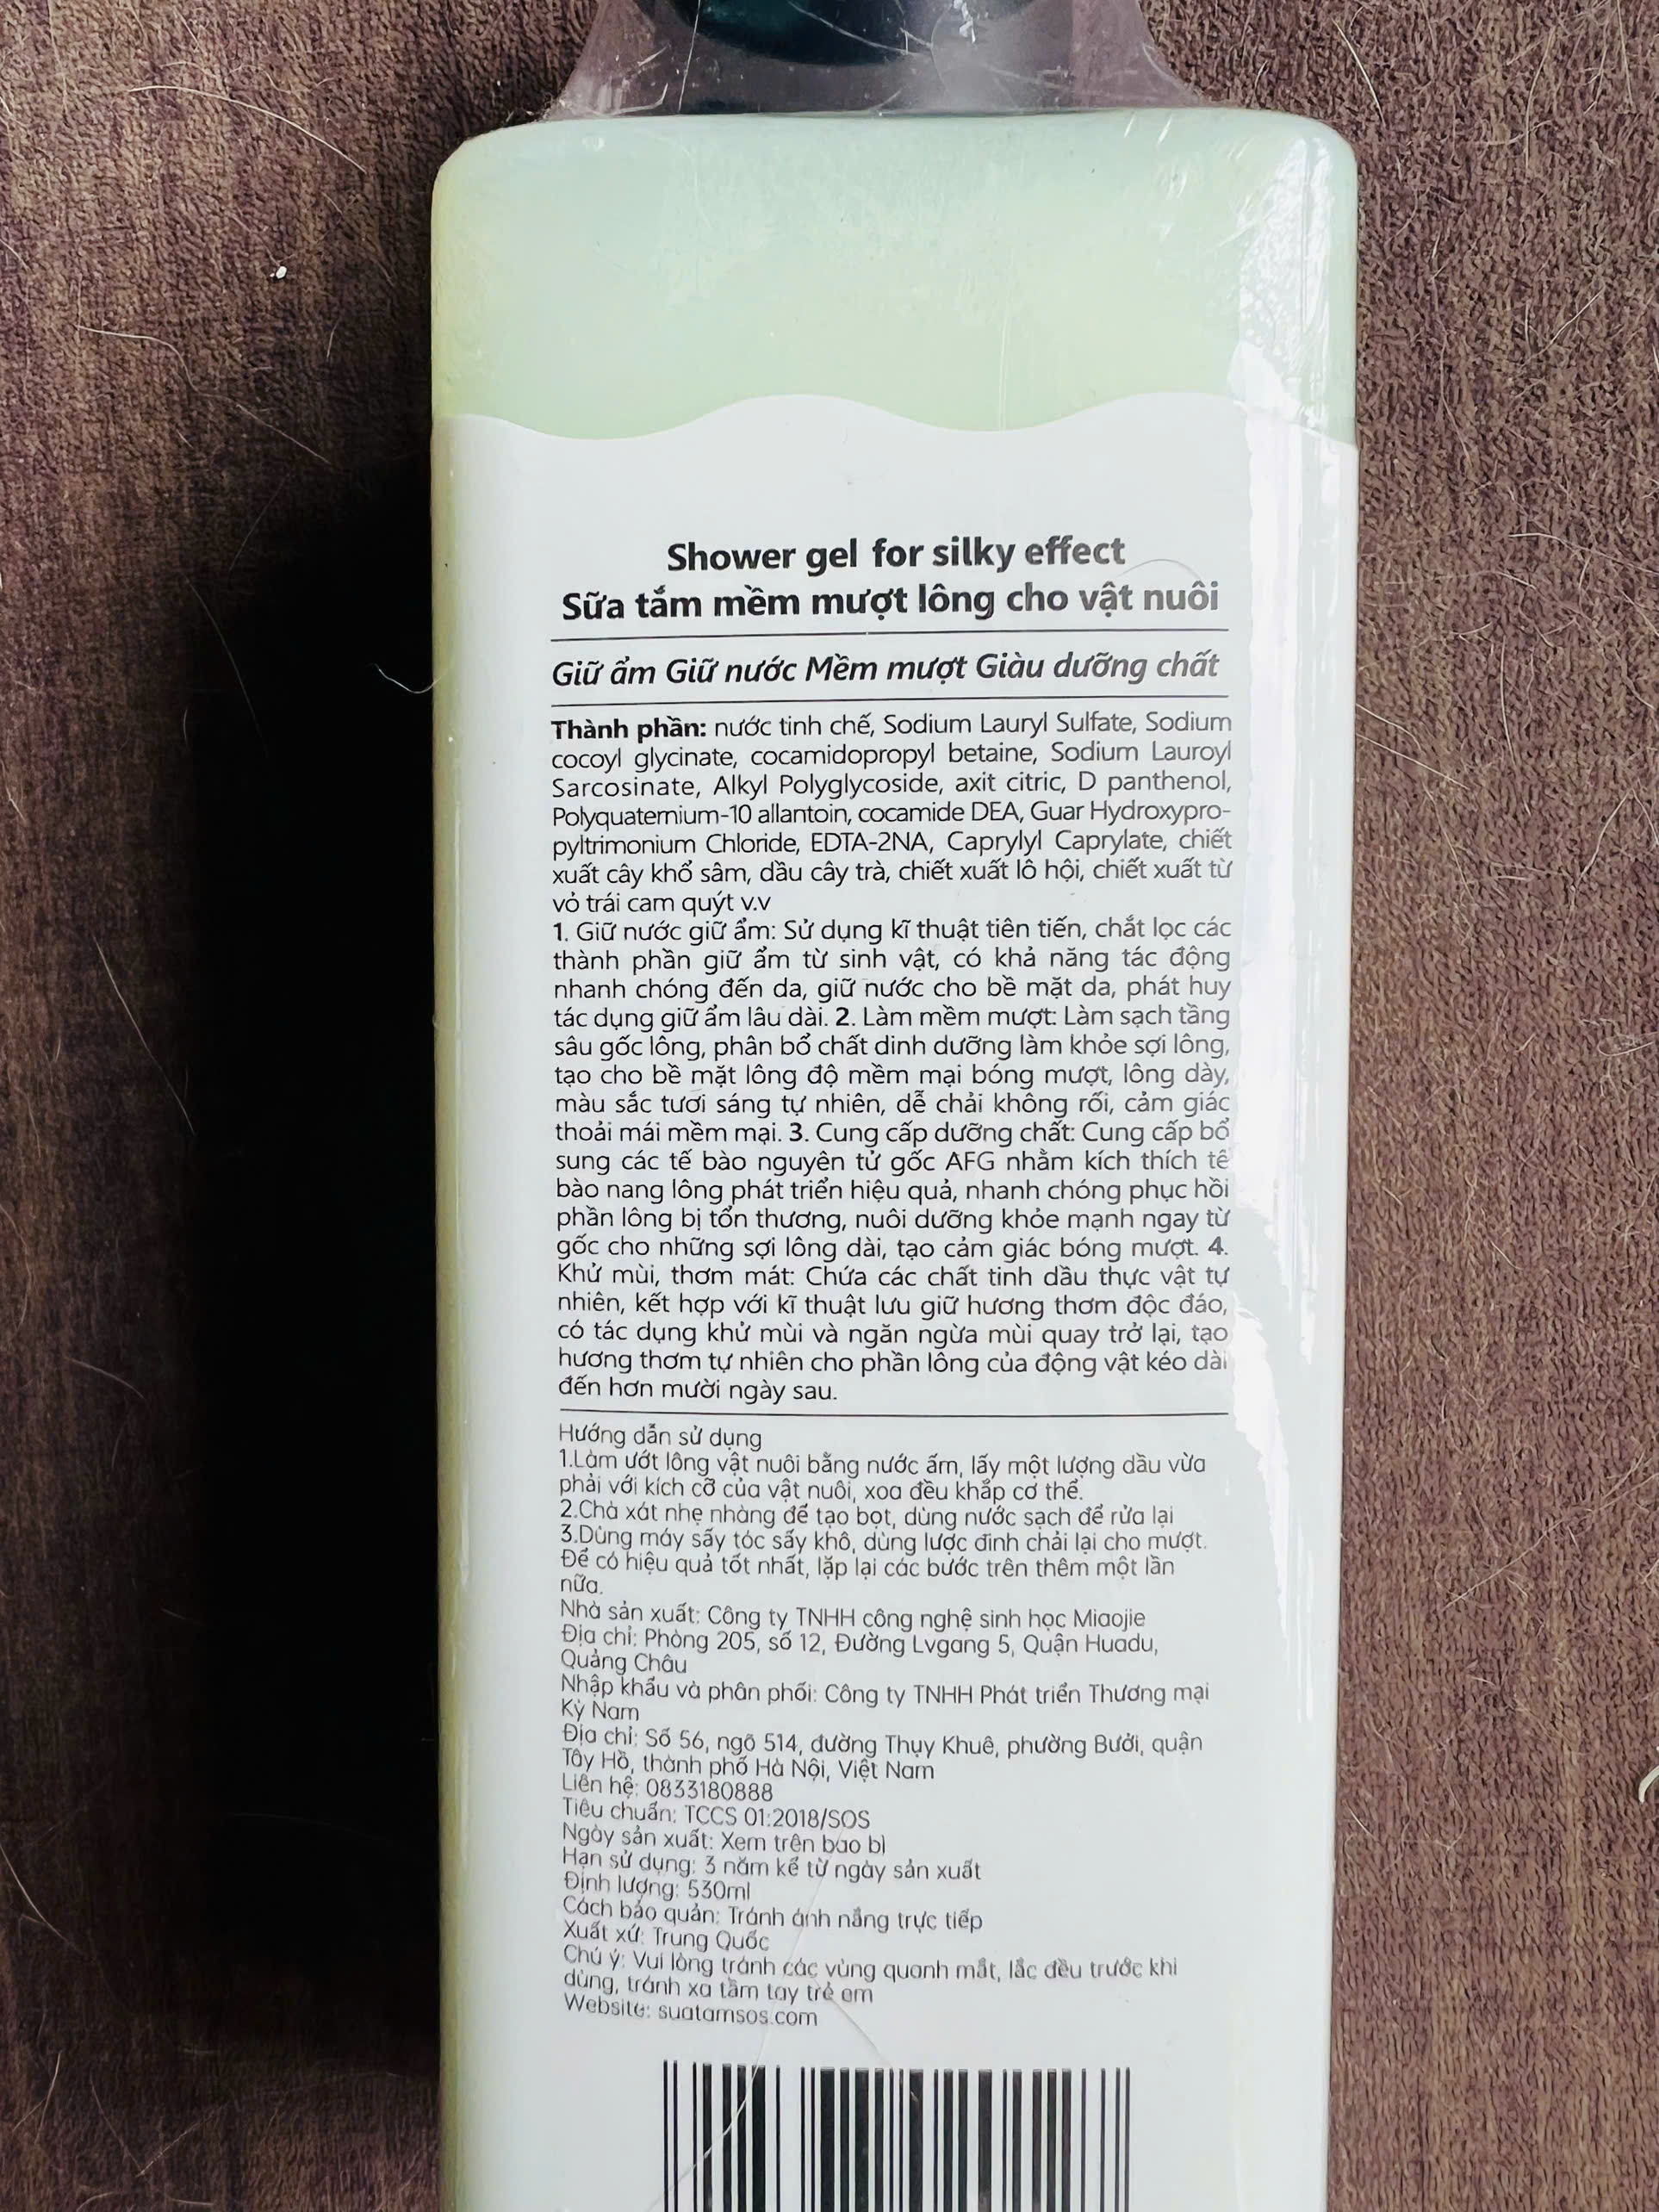 Shower gel for silky effect
Sữa tắm mềm mượt lông cho vật nuôi
Giữ ẩm Giữ nước Mềm mượt Giàu dưỡng chất
Thành phần: nước tinh chế, Sodium Lauryl Sulfate, Sodium
cocoyl glycinate, cocamidopropyl betaine, Sodium Lauroyl
Sarcosinate, Alkyl Polyglycoside, axit citric, D panthenol,
Polyquaternium-10 allantoin, cocamide DEA, Guar Hydroxypro-
pyltrimonium Chloride, EDTA-2NA, Caprylyl Caprylate, chiết
xuất cây khổ sâm, dầu cây trà, chiết xuất lô hội, chiết xuất từ
vỏ trái cam quýt v.v
1. Giữ nước giữ ẩm: Sử dụng kĩ thuật tiên tiến, chắt lọc các
thành phần giữ ẩm từ sinh vật, có khả năng tác động
nhanh chóng đến da, giữ nước cho bề mặt da, phát huy
tác dụng giữ ẩm lâu dài. 2. Làm mềm mượt: Làm sạch tầng
sâu gốc lông, phân bổ chất dinh dưỡng làm khỏe sợi lông,
tạo cho bề mặt lông độ mềm mại bóng mượt, lông dày,
màu sắc tươi sáng tự nhiên, dễ chải không rối, cảm giác
thoải mái mềm mại. 3. Cung cấp dưỡng chất: Cung cấp bổ
sung các tế bào nguyên tử gốc AFG nhằm kích thích tế
bào nang lông phát triển hiệu quả, nhanh chóng phục hồi
phần lông bị tổn thương, nuôi dưỡng khỏe mạnh ngay từ
gốc cho những sợi lông dài, tạo cảm giác bóng mượt. 4.
Khử mùi, thơm mát: Chứa các chất tinh dầu thực vật tự
nhiên, kết hợp với kĩ thuật lưu giữ hương thơm độc đáo,
có tác dụng khử mùi và ngăn ngừa mùi quay trở lại, tạo
hương thơm tự nhiên cho phần lông của động vật kéo dài
đến hơn mười ngày sau.
Hướng dẫn sử dụng
1.Làm ướt lông vật nuôi bằng nước ấm, lấy một lượng dầu vừa
phải với kích cỡ của vật nuôi, xoa đều khắp cơ thể.
2.Chà xát nhẹ nhàng để tạo bọt, dùng nước sạch để rửa lại
3.Dùng máy sấy tóc sấy khô, dùng lược đinh chải lại cho mượt.
Để có hiệu quả tốt nhất, lặp lại các bước trên thêm một lần
nữa.
Nhà sản xuất: Công ty TNHH công nghệ sinh học Miaojie
Địa chỉ: Phòng 205, số 12, Đường Lvgang 5, Quận Huadu,
Quảng Châu
Nhập khẩu và phân phối: Công ty TNHH Phát triển Thương mại
Kỳ Nam
Địa chỉ: Số 56, ngõ 514, đường Thụy Khuê, phường Bưởi, quận
Tây Hồ, thành phố Hà Nội, Việt Nam
Liên hệ: 0833180888
Tiêu chuẩn: TCCS 01:2018/SOS
Ngày sản xuất: Xem trên bao bì
Hạn sử dụng: 3 năm kể từ ngày sản xuất
Định lượng: 530ml
Cách bảo quản: Tránh ánh nắng trực tiếp
Xuất xứ: Trung Quốc
Chú ý: Vui lòng tránh các vùng quanh mắt, lắc đều trước khi
dùng, tránh xa tầm tay trẻ em
Website: suatamsos.com